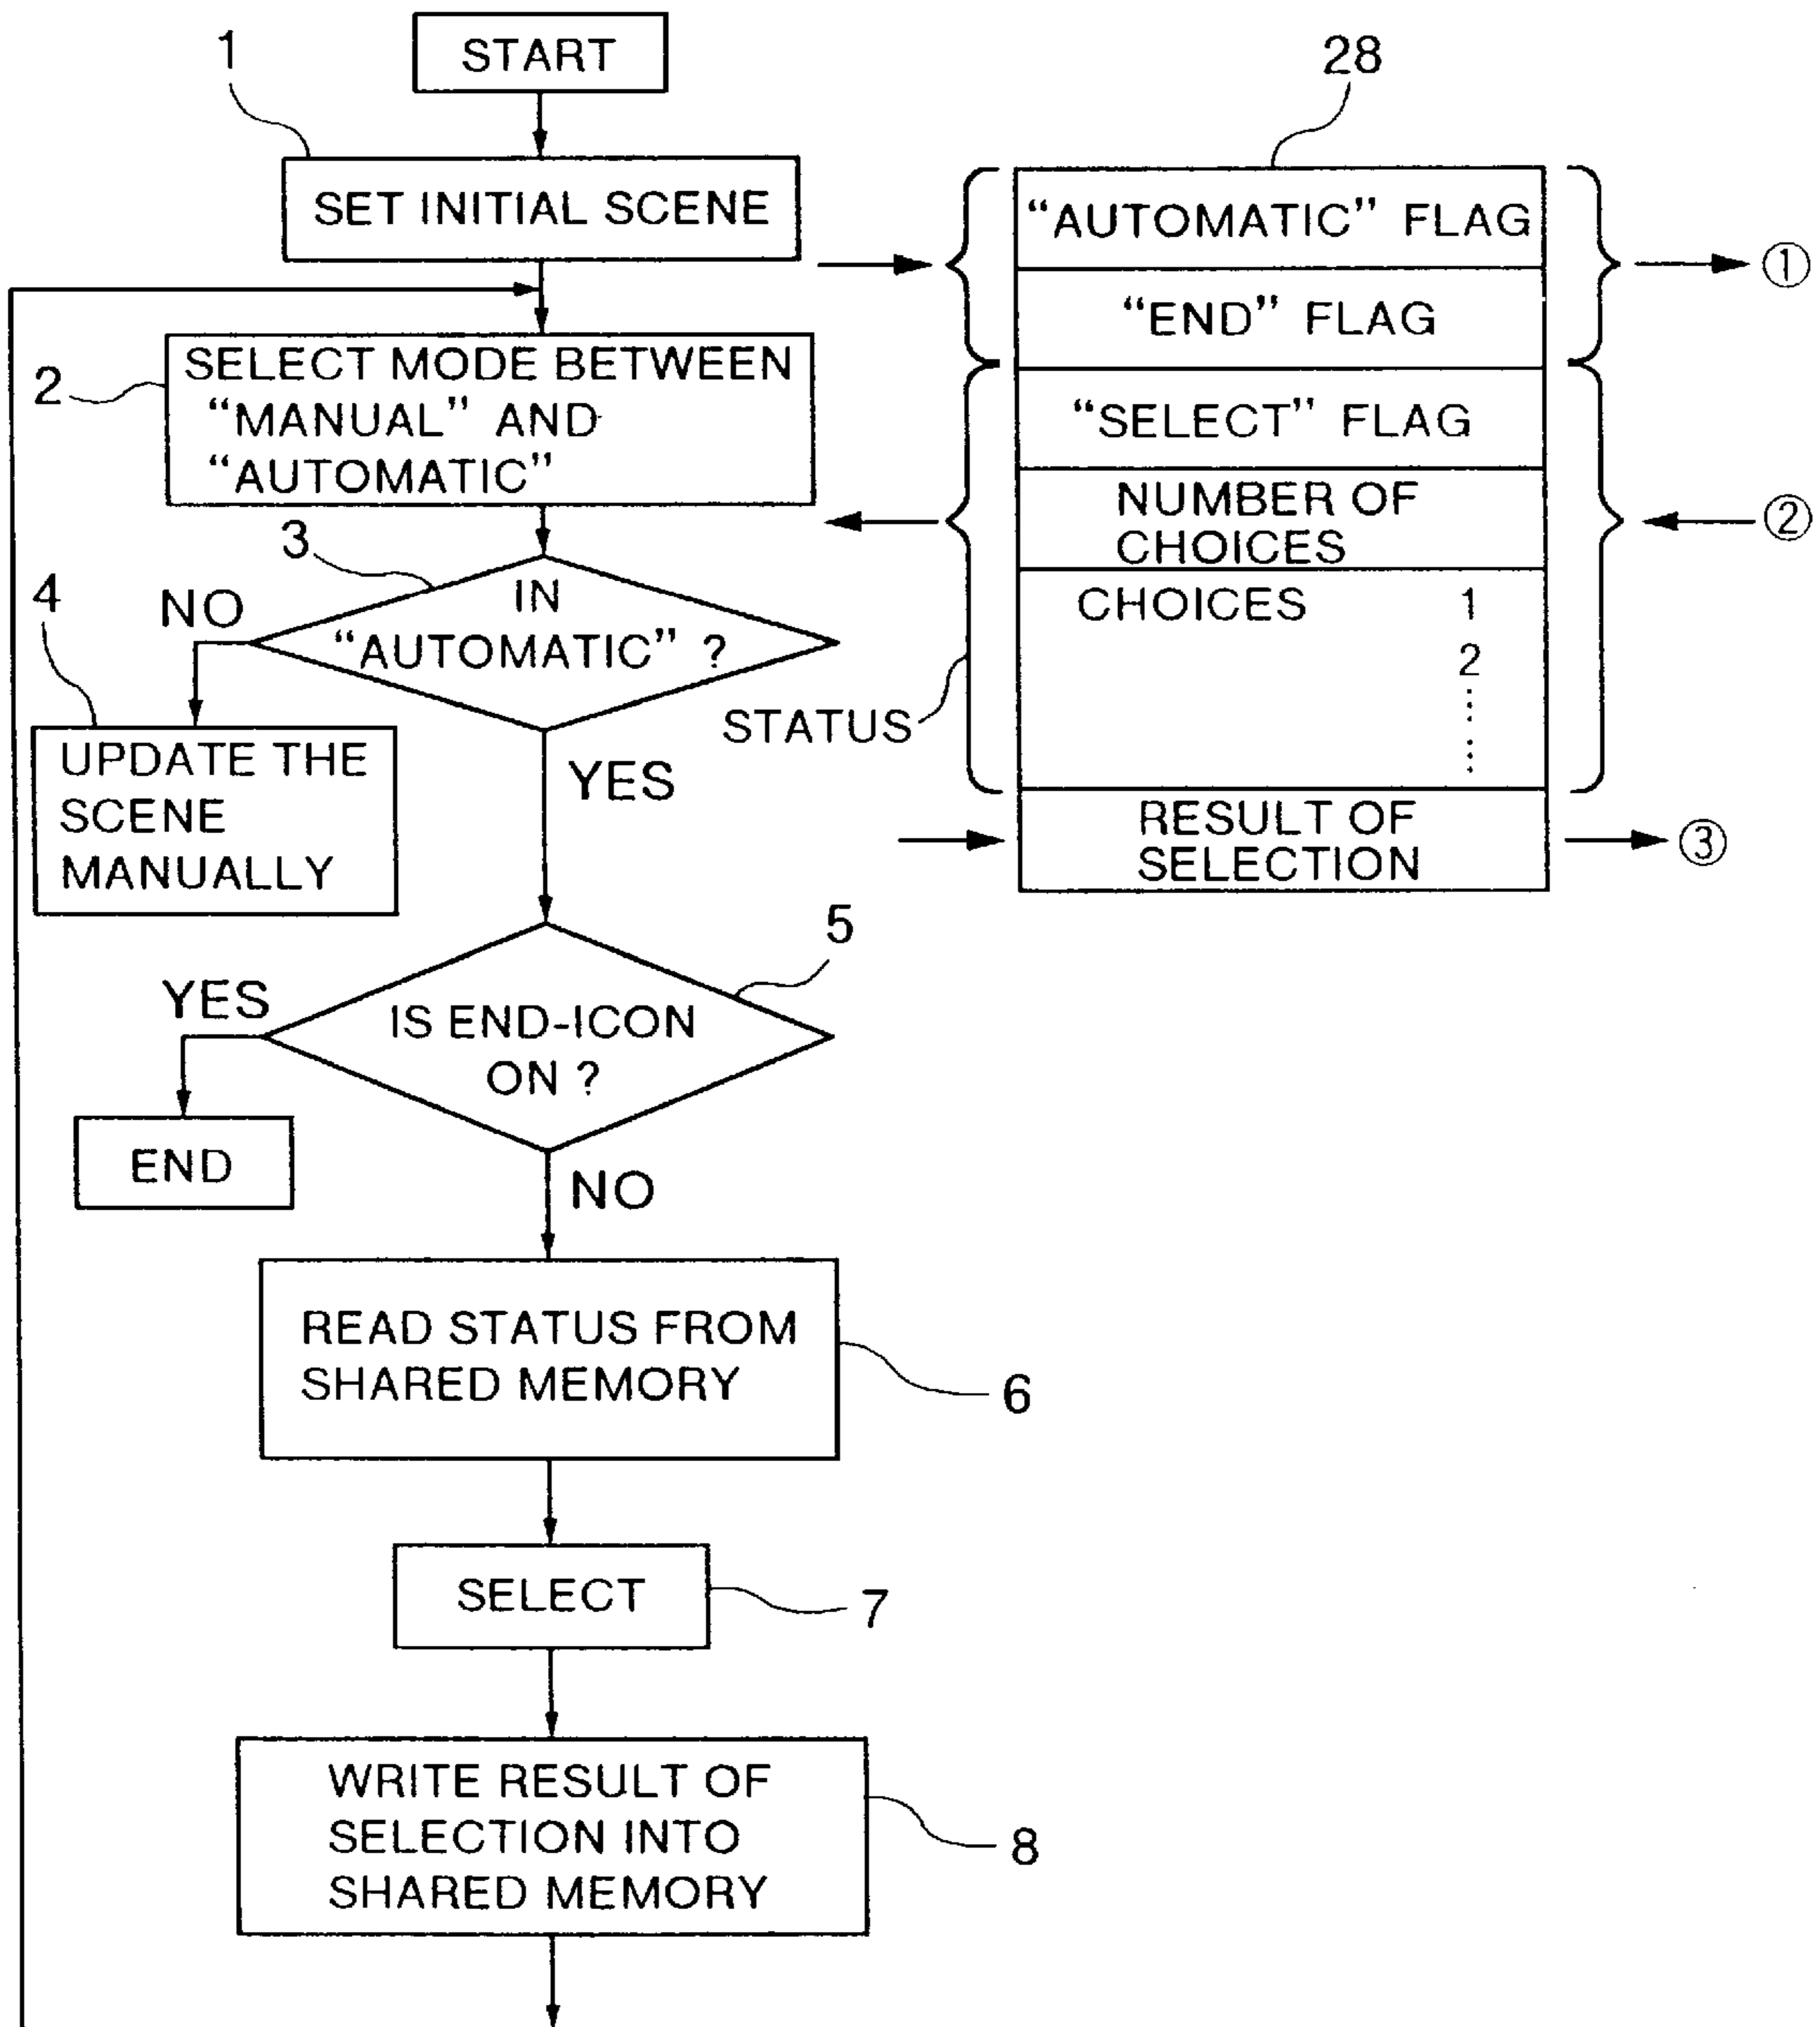 START
1
SET INITIAL SCENE
2
SELECT MODE BETWEEN
“MANUAL” AND
“AUTOMATIC”
3
IN
“AUTOMATIC” ?
NO
4
UPDATE THE
SCENE
MANUALLY
YES
5
IS END-ICON
ON ?
YES
END
NO
READ STATUS FROM
SHARED MEMORY
6
SELECT
7
WRITE RESULT OF
SELECTION INTO
SHARED MEMORY
8
28
“AUTOMATIC” FLAG
“END” FLAG
①
“SELECT” FLAG
NUMBER OF
CHOICES
②
CHOICES 1
2
STATUS
RESULT OF
SELECTION
③